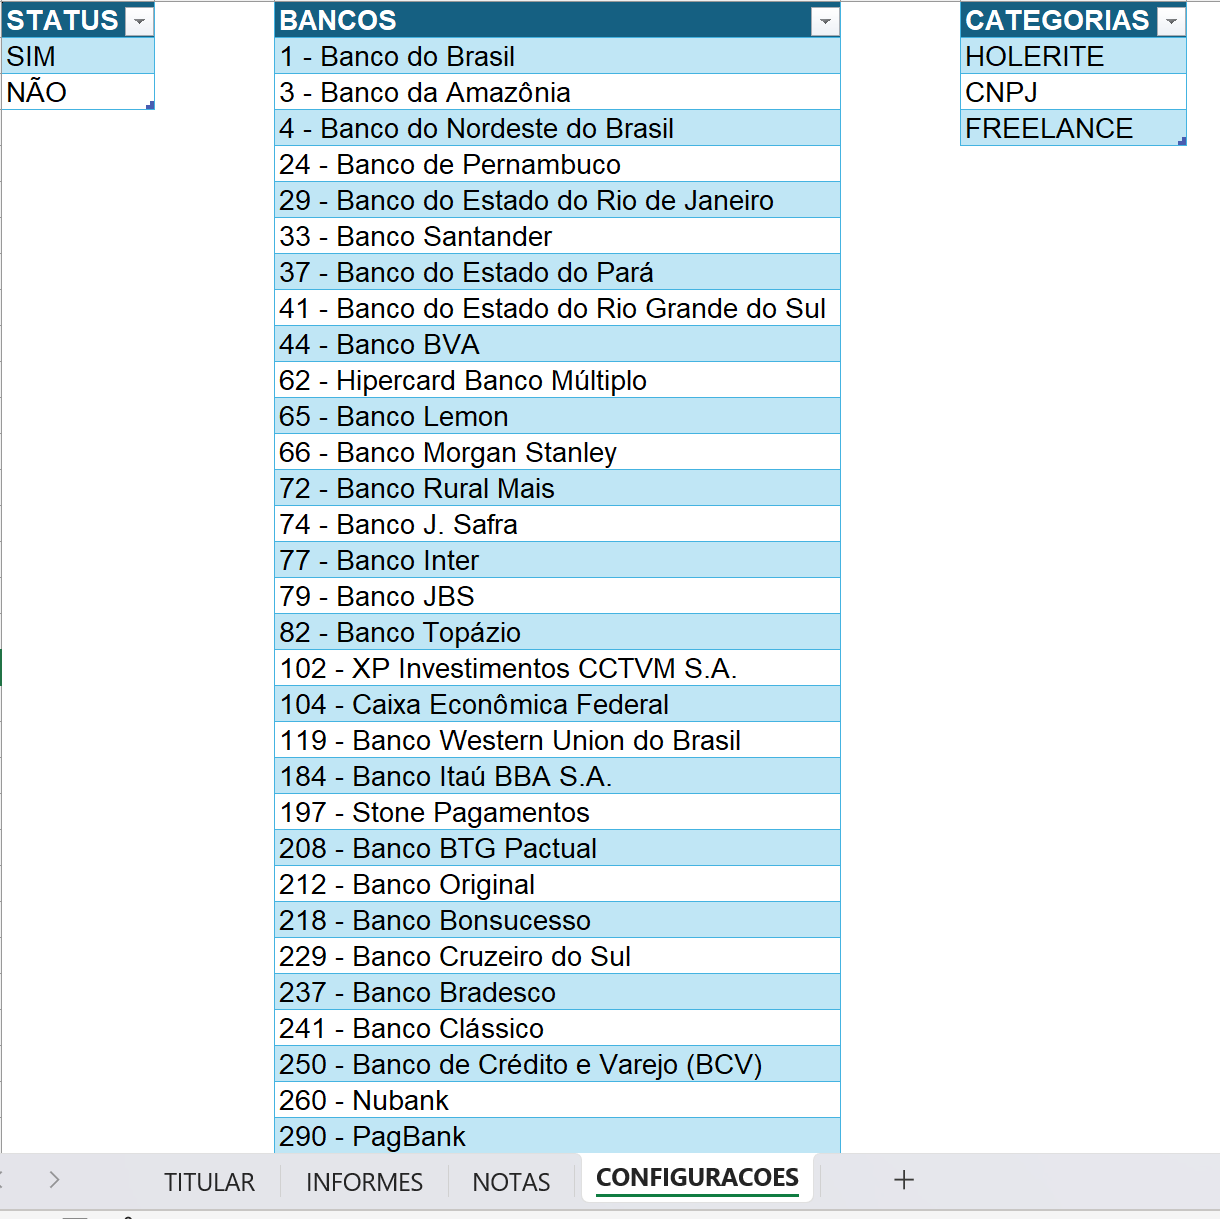 STATUS
SIM
NÃO
BANCOS
1 - Banco do Brasil
3 - Banco da Amazônia
4 - Banco do Nordeste do Brasil
24 - Banco de Pernambuco
29 - Banco do Estado do Rio de Janeiro
33 - Banco Santander
37 - Banco do Estado do Pará
41 - Banco do Estado do Rio Grande do Sul
44 - Banco BVA
62 - Hipercard Banco Múltiplo
65 - Banco Lemon
66 - Banco Morgan Stanley
72 - Banco Rural Mais
74 - Banco J. Safra
77 - Banco Inter
79 - Banco JBS
82 - Banco Topázio
102 - XP Investimentos CCTVM S.A.
104 - Caixa Econômica Federal
119 - Banco Western Union do Brasil
184 - Banco Itaú BBA S.A.
197 - Stone Pagamentos
208 - Banco BTG Pactual
212 - Banco Original
218 - Banco Bonsucesso
229 - Banco Cruzeiro do Sul
237 - Banco Bradesco
241 - Banco Clássico
250 - Banco de Crédito e Varejo (BCV)
260 - Nubank
290 - PagBank
CATEGORIAS
HOLERITE
CNPJ
FREELANCE
TITULAR INFORMES NOTAS CONFIGURACOES